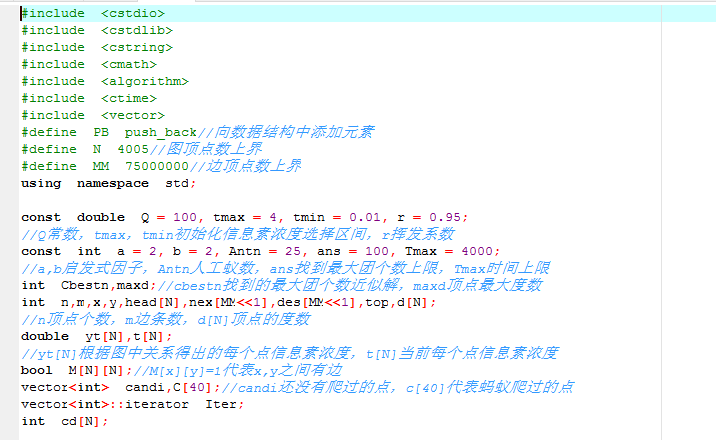 #include <cstdio>
#include <cstdlib>
#include <cstring>
#include <cmath>
#include <algorithm>
#include <ctime>
#include <vector>
#define PB push_back//向数据结构中添加元素
#define N 4005//图顶点数上界
#define MM 75000000//边顶点数上界
using namespace std;
const double Q = 100, tmax = 4, tmin = 0.01, r = 0.95;
//Q常数，tmax，tmin初始化信息素浓度选择区间，r挥发系数
const int a = 2, b = 2, Antn = 25, ans = 100, Tmax = 4000;
//a,b启发式因子，Antn人工蚁数，ans找到最大团个数上限，Tmax时间上限
int Cbestn,maxd;//cbestn找到的最大团个数近似解，maxd顶点最大度数
int n,m,x,y,head[N],nex[MM<<1],des[MM<<1],top,d[N];
//n顶点个数，m边条数，d[N]顶点的度数
double yt[N],t[N];
//yt[N]根据图中关系得出的每个点信息素浓度，t[N]当前每个点信息素浓度
bool M[N][N];//M[x][y]=1代表x,y之间有边
vector<int> candi,C[40];//candi还没有爬过的点，c[40]代表蚂蚁爬过的点
vector<int>::iterator Iter;
int cd[N];